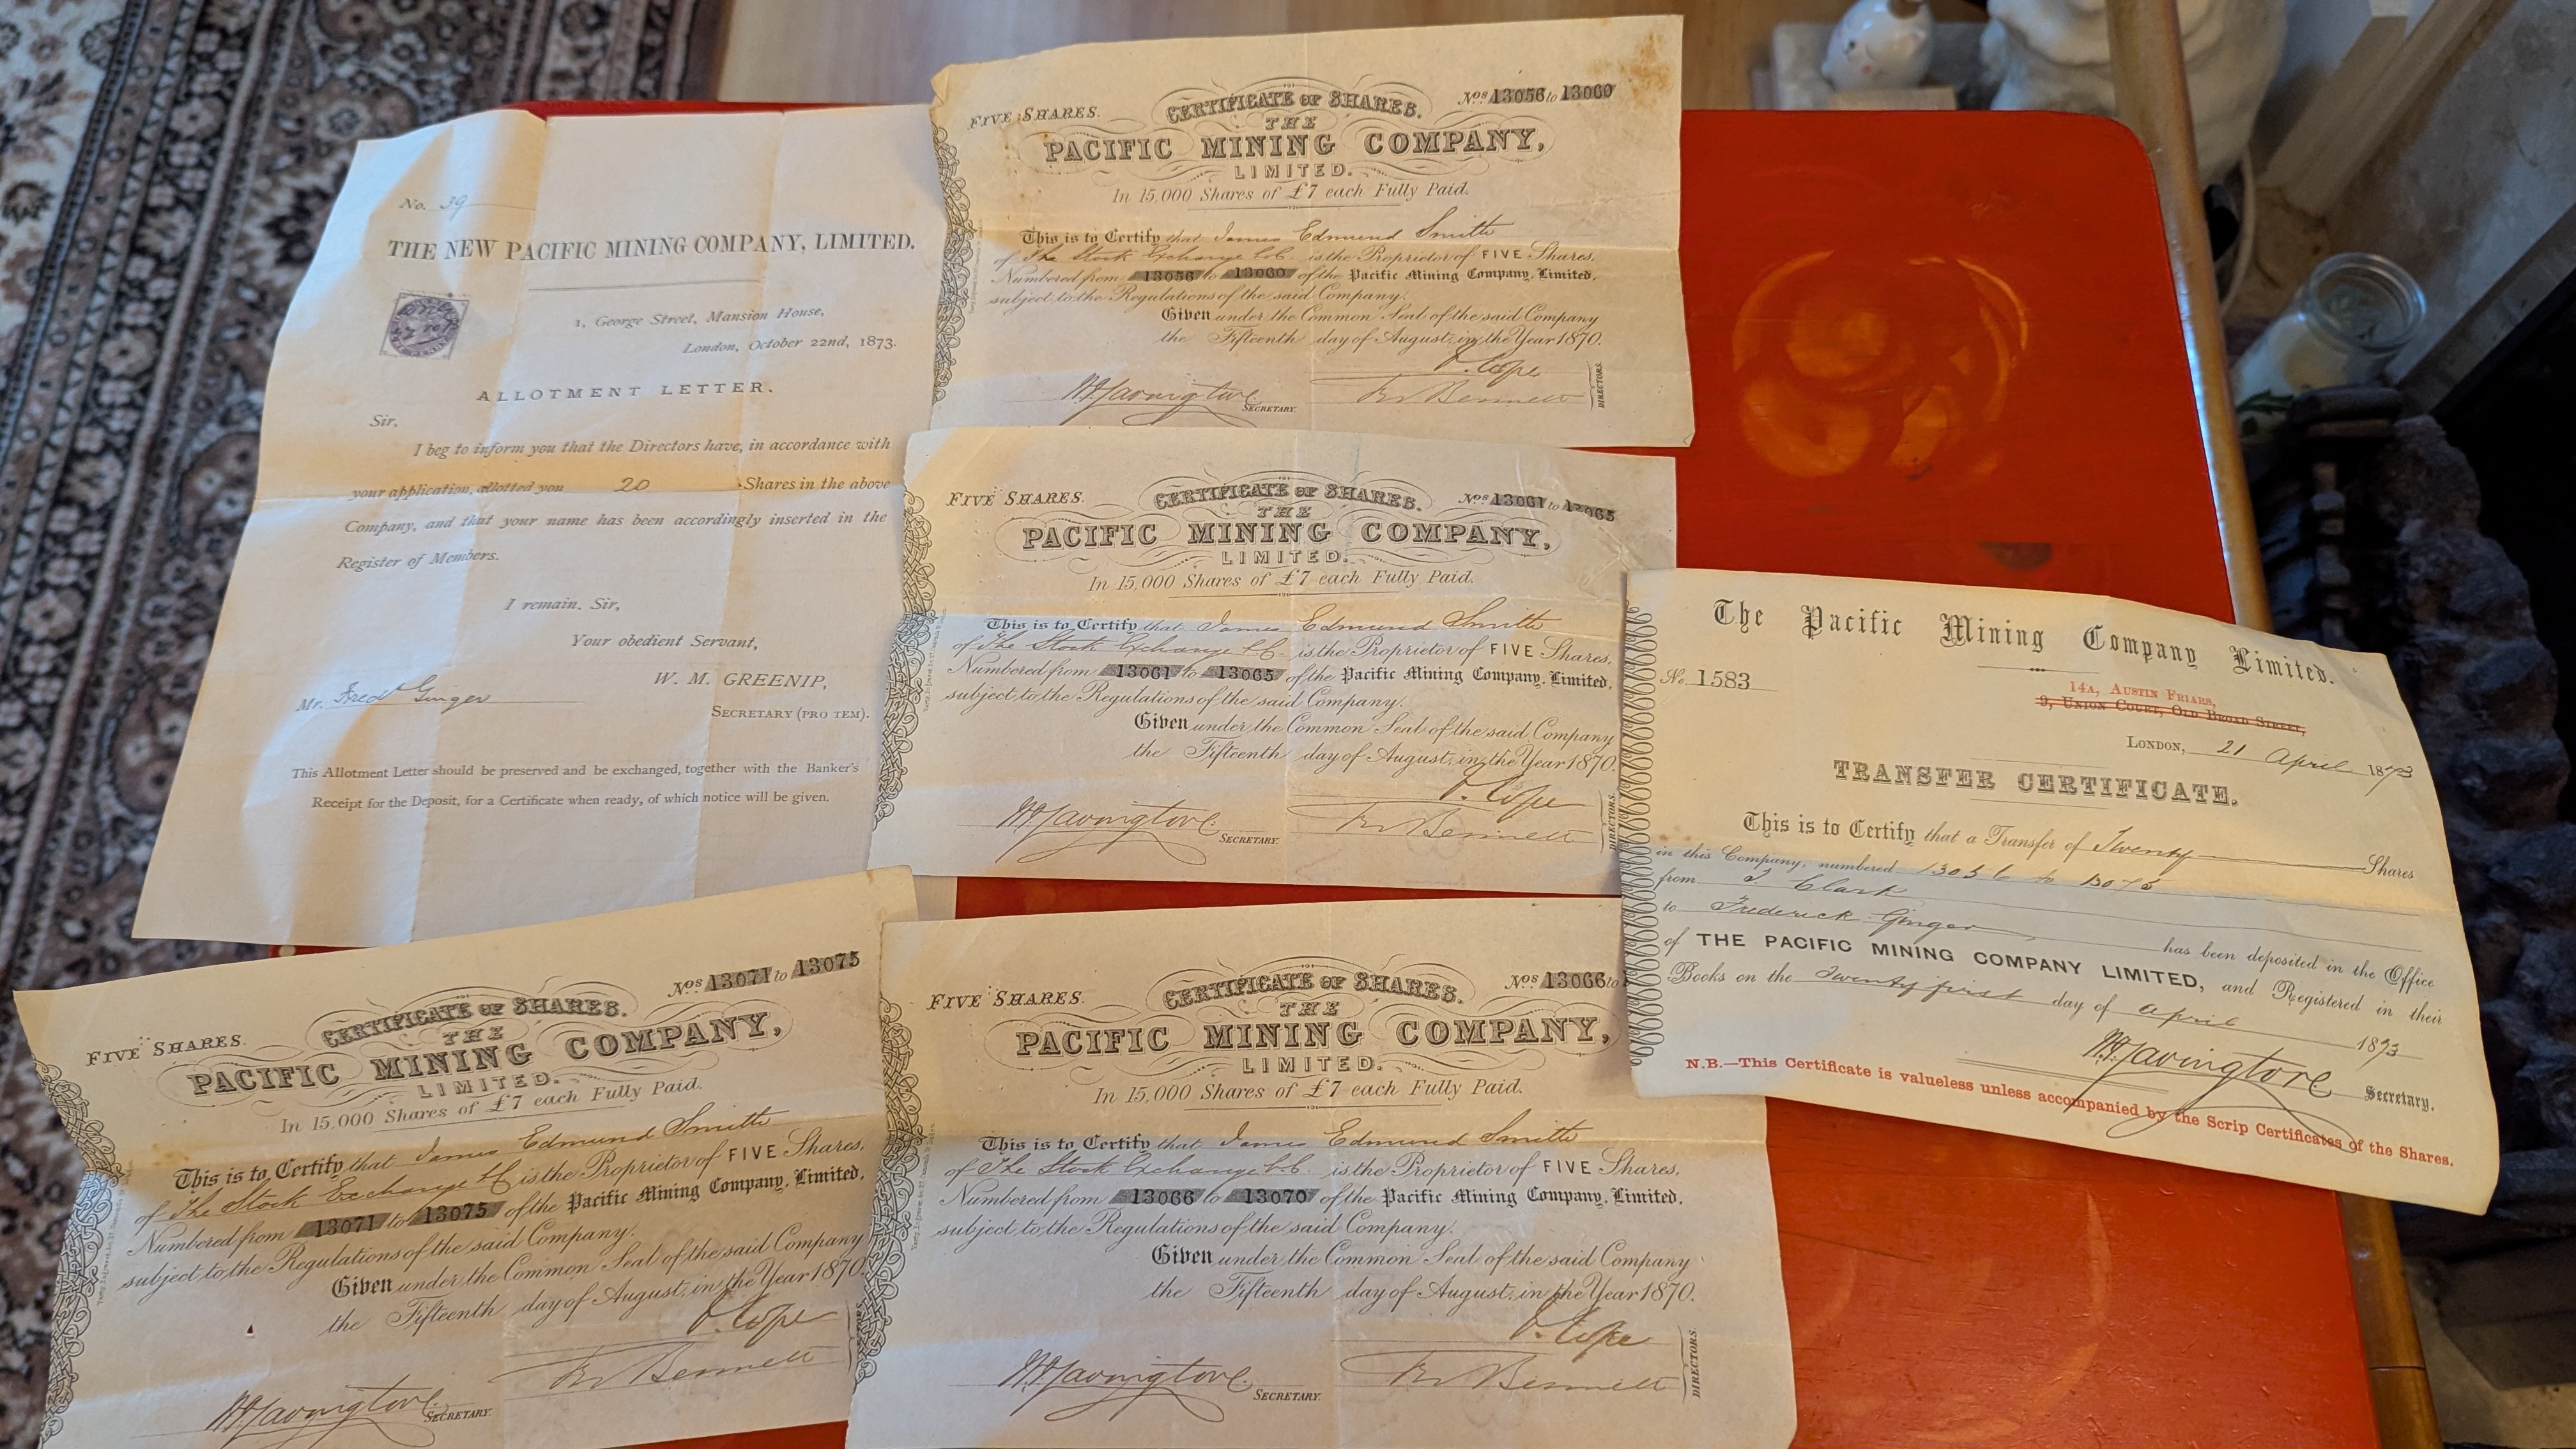 No. 39
THE NEW PACIFIC MINING COMPANY, LIMITED.
1, George Street, Mansion House,
London, October 22nd, 1873.
ALLOTMENT LETTER.
Sir,
I beg to inform you that the Directors have, in accordance with
your application, allotted you 20 Shares in the above
Company, and that your name has been accordingly inserted in the
Register of Members.
I remain, Sir,
Your obedient Servant,
W. M. GREENIP,
SECRETARY (PRO TEM).
Mr. Fredk Ginger
This Allotment Letter should be preserved and be exchanged, together with the Banker's
Receipt for the Deposit, for a Certificate when ready, of which notice will be given.
FIVE SHARES.
CERTIFICATE OF SHARES.
Nos 13056 to 13060
THE
PACIFIC MINING COMPANY,
LIMITED.
In 15,000 Shares of £7 each Fully Paid.
This is to Certify that James Edmund Smith
of The Stock Exchange is the Proprietor of FIVE Shares,
Numbered from 13056 to 13060 of the Pacific Mining Company, Limited,
subject to the Regulations of the said Company.
Given under the Common Seal of the said Company
the Fifteenth day of August, in the Year 1870.
Cope
Bennett
SECRETARY.
DIRECTORS.
FIVE SHARES.
CERTIFICATE OF SHARES.
Nos 13061 to 13065
THE
PACIFIC MINING COMPANY,
LIMITED.
In 15,000 Shares of £7 each Fully Paid.
This is to Certify that James Edmund Smith
of The Stock Exchange is the Proprietor of FIVE Shares,
Numbered from 13061 to 13065 of the Pacific Mining Company, Limited,
subject to the Regulations of the said Company.
Given under the Common Seal of the said Company
the Fifteenth day of August, in the Year 1870.
Cope
Bennett
SECRETARY.
DIRECTORS.
The Pacific Mining Company Limited.
No. 1583
14A, AUSTIN FRIARS,
9, UNION COURT, OLD BROAD STREET,
LONDON, 21 April 1873
TRANSFER CERTIFICATE.
This is to Certify that a Transfer of Twenty Shares
in this Company, numbered 13056 to 13075
from Clark
to Frederick Ginger has been deposited in the Office
of THE PACIFIC MINING COMPANY LIMITED, and Registered in their
Books on the Twenty first day of April 1873
Secretary.
N.B.—This Certificate is valueless unless accompanied by the Scrip Certificates of the Shares.
FIVE SHARES.
CERTIFICATE OF SHARES.
Nos 13071 to 13075
THE
PACIFIC MINING COMPANY,
LIMITED.
In 15,000 Shares of £7 each Fully Paid.
This is to Certify that James Edmund Smith
of The Stock Exchange is the Proprietor of FIVE Shares,
Numbered from 13071 to 13075 of the Pacific Mining Company, Limited,
subject to the Regulations of the said Company.
Given under the Common Seal of the said Company
the Fifteenth day of August, in the Year 1870.
Cope
Bennett
SECRETARY.
FIVE SHARES.
CERTIFICATE OF SHARES.
Nos 13066 to
THE
PACIFIC MINING COMPANY,
LIMITED.
In 15,000 Shares of £7 each Fully Paid.
This is to Certify that James Edmund Smith
of The Stock Exchange is the Proprietor of FIVE Shares,
Numbered from 13066 to 13070 of the Pacific Mining Company, Limited,
subject to the Regulations of the said Company.
Given under the Common Seal of the said Company
the Fifteenth day of August, in the Year 1870.
Cope
Bennett
SECRETARY.
DIRECTORS.